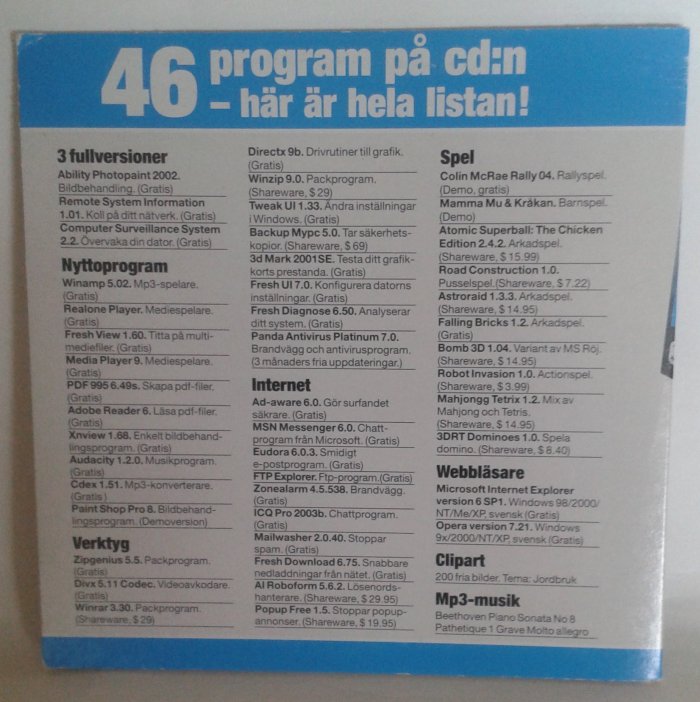 46 program på cd:n
– här är hela listan!
3 fullversioner
Ability Photopaint 2002.
Bildbehandling. (Gratis)
Remote System Information
1.01. Koll på ditt nätverk. (Gratis)
Computer Surveillance System
2.2. Övervaka din dator. (Gratis)
Nyttoprogram
Winamp 5.02. Mp3-spelare.
(Gratis)
Realone Player. Mediespelare.
(Gratis)
Fresh View 1.60. Titta på multi-
mediefiler. (Gratis)
Media Player 9. Mediespelare.
(Gratis)
PDF 995 6.49s. Skapa pdf-filer.
(Gratis)
Adobe Reader 6. Läsa pdf-filer.
(Gratis)
Xnview 1.68. Enkelt bildbehand-
lingsprogram. (Gratis)
Audacity 1.2.0. Musikprogram.
(Gratis)
Cdex 1.51. Mp3-konverterare.
(Gratis)
Paint Shop Pro 8. Bildbehand-
lingsprogram. (Demoversion)
Verktyg
Zipgenius 5.5. Packprogram.
(Gratis)
Divx 5.11 Codec. Videoavkodare.
(Gratis)
Winrar 3.30. Packprogram.
(Shareware, $ 29)
Directx 9b. Drivrutiner till grafik.
(Gratis)
Winzip 9.0. Packprogram.
(Shareware, $ 29)
Tweak UI 1.33. Ändra inställningar
i Windows. (Gratis)
Backup Mypc 5.0. Tar säkerhets-
kopior. (Shareware, $ 69)
3d Mark 2001SE. Testa ditt grafik-
korts prestanda. (Gratis)
Fresh UI 7.0. Konfigurera datorns
inställningar. (Gratis)
Fresh Diagnose 6.50. Analyserar
ditt system. (Gratis)
Panda Antivirus Platinum 7.0.
Brandvägg och antivirusprogram.
(3 månaders fria uppdateringar.)
Internet
Ad-aware 6.0. Gör surfandet
säkrare. (Gratis)
MSN Messenger 6.0. Chatt-
program från Microsoft. (Gratis)
Eudora 6.0.3. Smidigt
e-postprogram. (Gratis)
FTP Explorer. Ftp-program. (Gratis)
Zonealarm 4.5.538. Brandvägg.
(Gratis)
ICQ Pro 2003b. Chattprogram.
(Gratis)
Mailwasher 2.0.40. Stoppar
spam. (Gratis)
Fresh Download 6.75. Snabbare
nedladdningar från nätet. (Gratis)
AI Roboform 5.6.2. Lösenords-
hanterare. (Shareware, $ 29.95)
Popup Free 1.5. Stoppar popup-
annonser. (Shareware, $ 19,95)
Spel
Colin McRae Rally 04. Rallyspel.
(Demo, gratis)
Mamma Mu & Kråkan. Barnspel.
(Demo)
Atomic Superball: The Chicken
Edition 2.4.2. Arkadspel.
(Shareware, $ 15.99)
Road Construction 1.0.
Pusselspel. (Shareware, $ 7.22)
Astroraid 1.3.3. Arkadspel.
(Shareware, $ 14.95)
Falling Bricks 1.2. Arkadspel.
(Gratis)
Bomb 3D 1.04. Variant av MS Röj.
(Shareware, $ 14.95)
Robot Invasion 1.0. Actionspel.
(Shareware, $ 3.99)
Mahjongg Tetrix 1.2. Mix av
Mahjong och Tetris.
(Shareware, $ 14.95)
3DRT Dominoes 1.0. Spela
domino. (Shareware, $ 8.40)
Webbläsare
Microsoft Internet Explorer
version 6 SP1. Windows 98/2000/
NT/Me/XP, svensk (Gratis)
Opera version 7.21. Windows
9x/2000/NT/XP, svensk (Gratis)
Clipart
200 fria bilder. Tema: Jordbruk
Mp3-musik
Beethoven Piano Sonata No 8
Pathetique 1 Grave Molto allegro